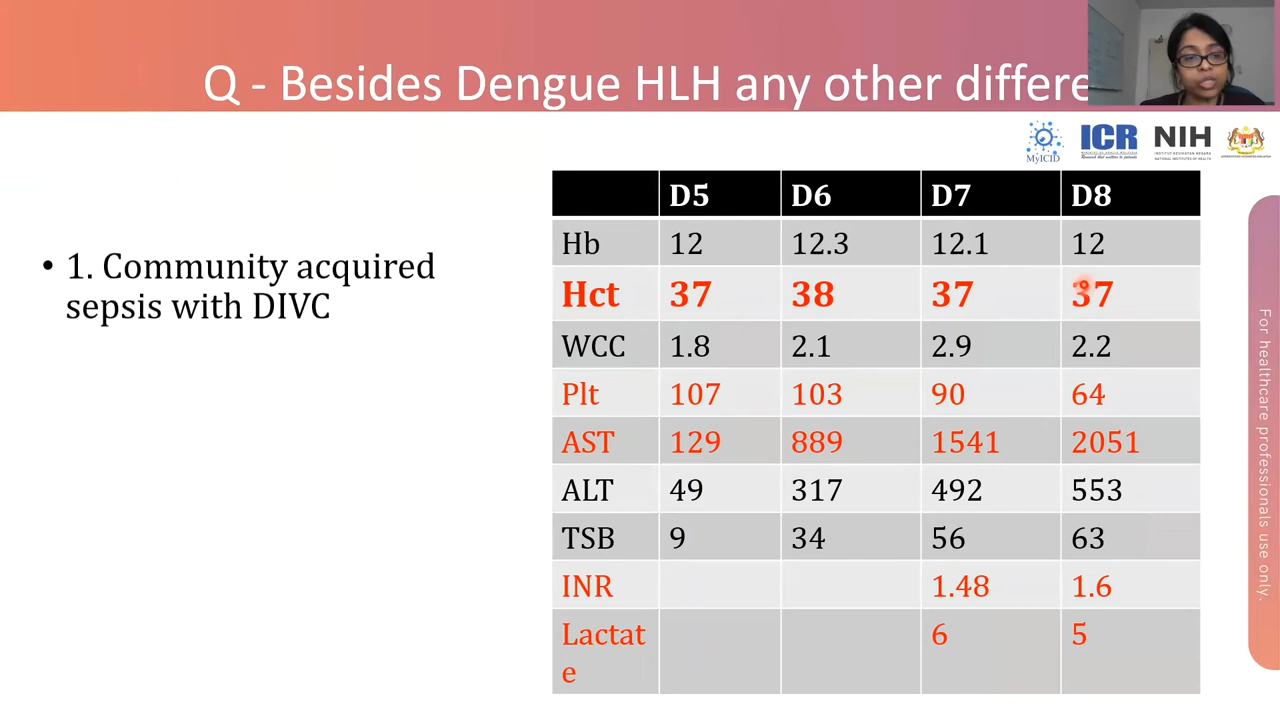 Q - Besides Dengue HLH any other differe
MyICID
ICR
NIH
• 1. Community acquired
sepsis with DIVC
D5 D6 D7 D8
Hb 12 12.3 12.1 12
Hct 37 38 37 37
WCC 1.8 2.1 2.9 2.2
Plt 107 103 90 64
AST 129 889 1541 2051
ALT 49 317 492 553
TSB 9 34 56 63
INR 1.48 1.6
Lactat 6 5
e
For healthcare professionals use only.